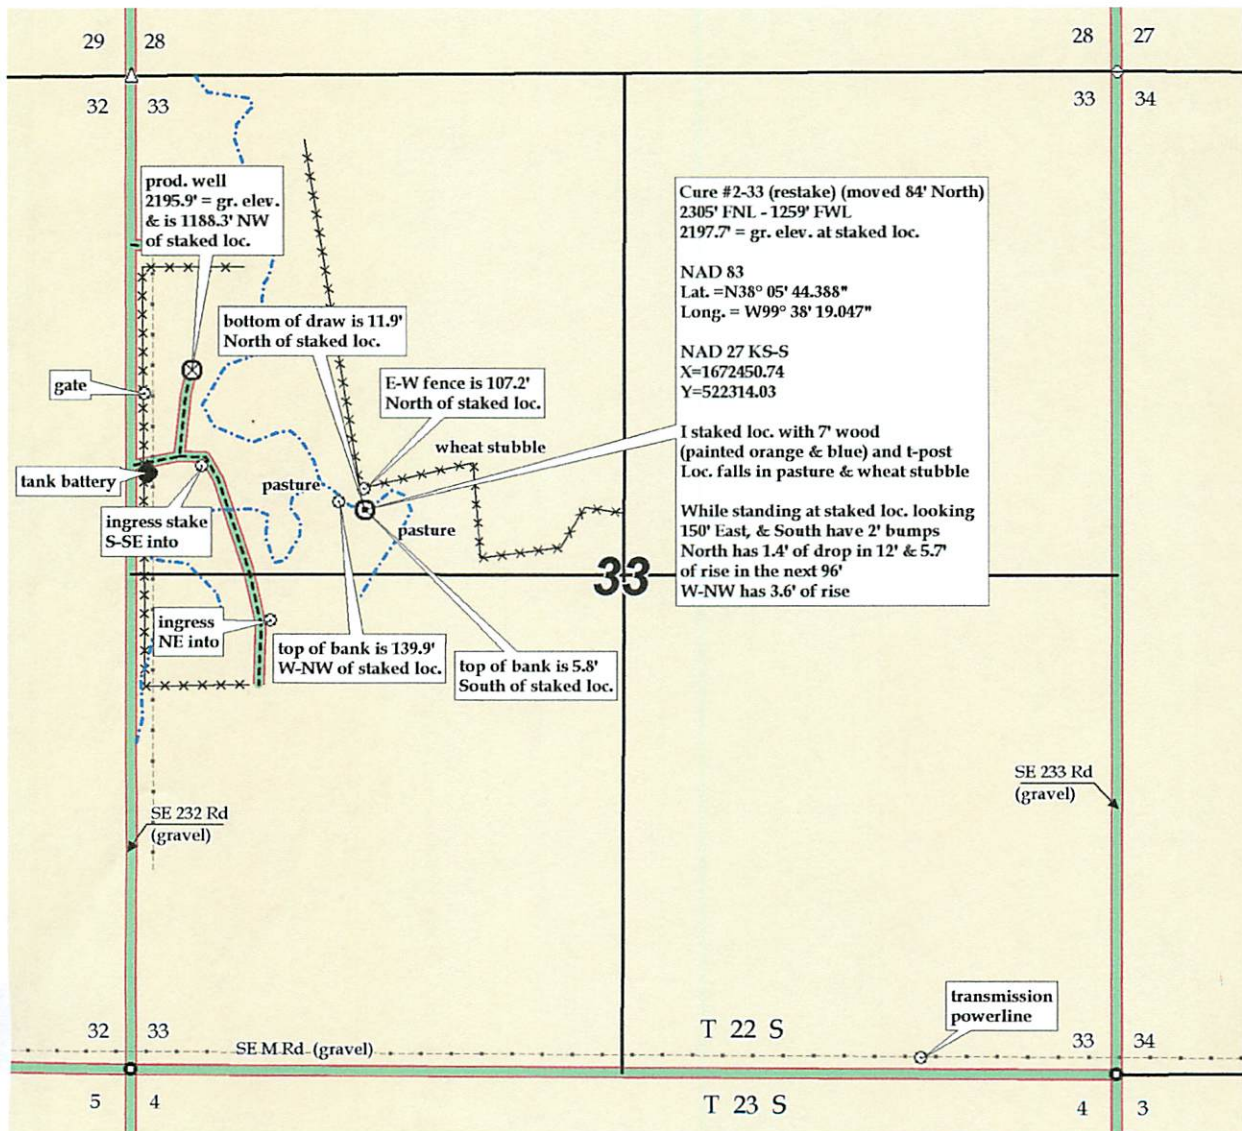 29 28
28 27
32 33
33 34
prod. well
2195.9' = gr. elev.
& is 1188.3' NW
of staked loc.
Cure #2-33 (restake) (moved 84' North)
2305' FNL - 1259' FWL
2197.7' = gr. elev. at staked loc.
NAD 83
Lat. =N38° 05' 44.388"
Long. = W99° 38' 19.047"
NAD 27 KS-S
X=1672450.74
Y=522314.03
I staked loc. with 7' wood
(painted orange & blue) and t-post
Loc. falls in pasture & wheat stubble
While standing at staked loc. looking
150' East, & South have 2' bumps
North has 1.4' of drop in 12' & 5.7'
of rise in the next 96'
W-NW has 3.6' of rise
bottom of draw is 11.9'
North of staked loc.
gate
E-W fence is 107.2'
North of staked loc.
wheat stubble
tank battery
pasture
ingress stake
S-SE into
pasture
33
ingress
NE into
top of bank is 139.9'
W-NW of staked loc.
top of bank is 5.8'
South of staked loc.
SE 233 Rd
(gravel)
SE 232 Rd
(gravel)
transmission
powerline
32 33
T 22 S
33 34
SE M Rd (gravel)
5 4
T 23 S
4 3